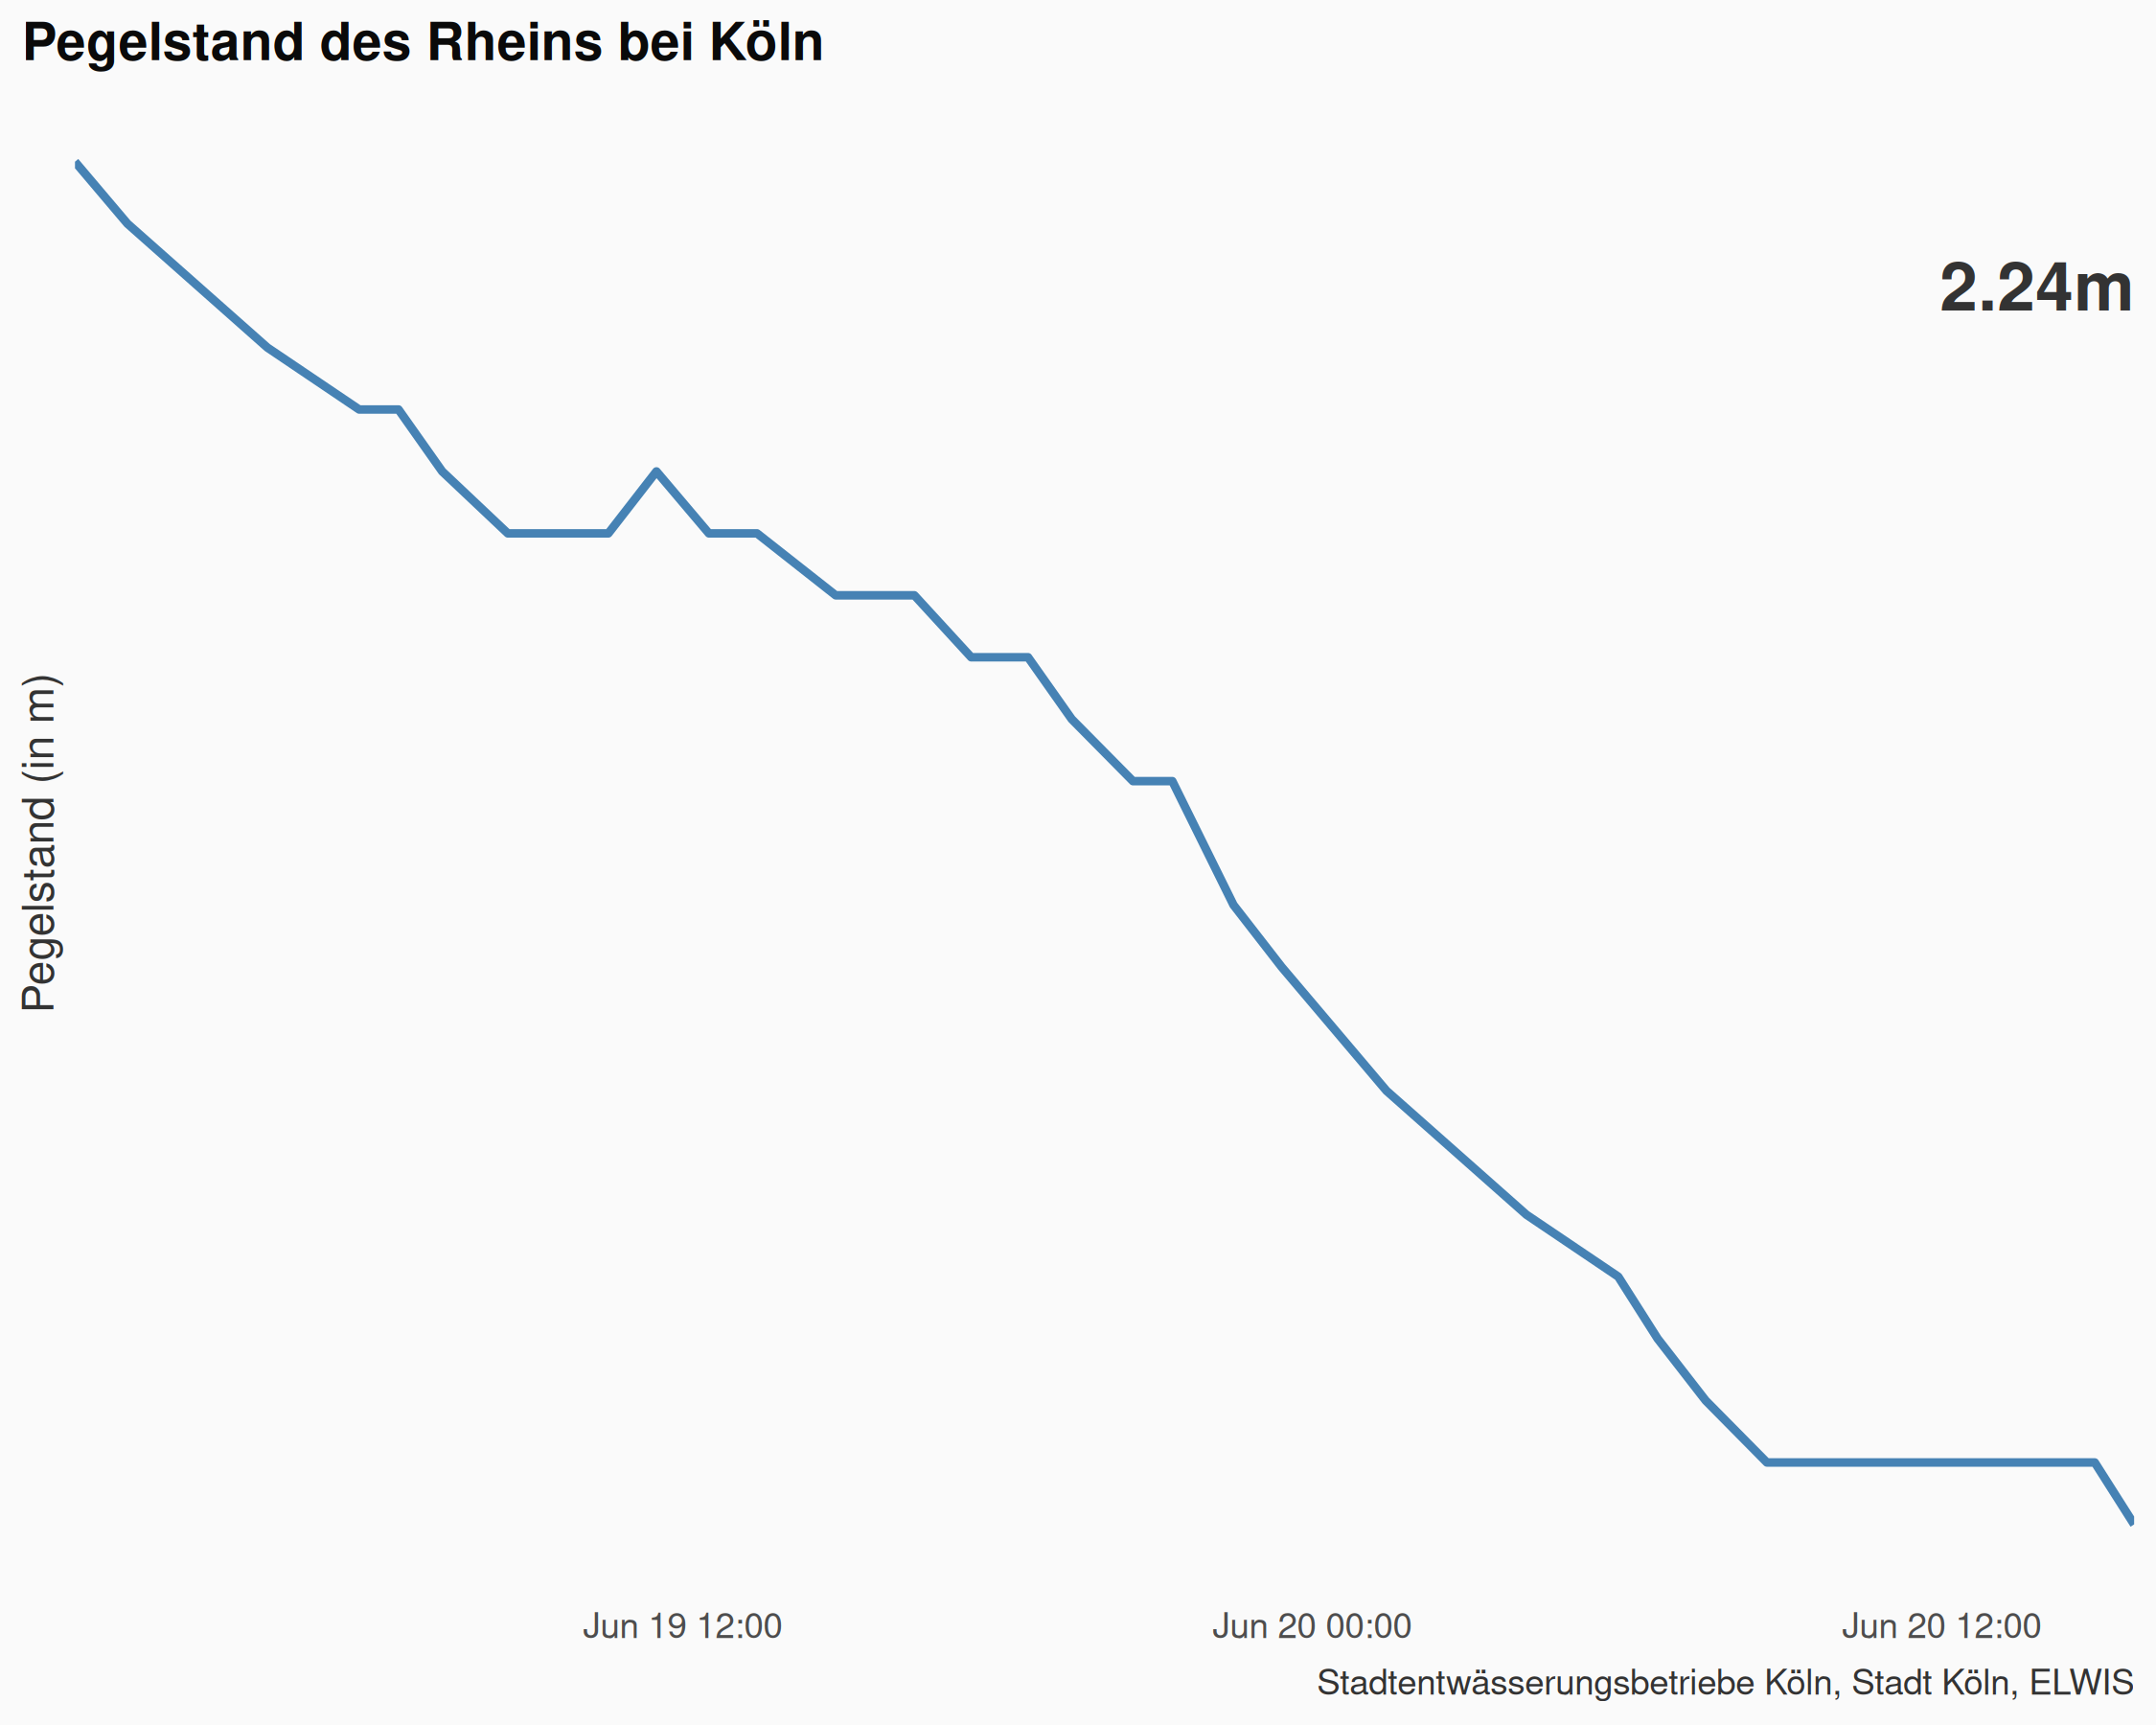 Pegelstand des Rheins bei Köln
2.24m
Pegelstand (in m)
Jun 19 12:00
Jun 20 00:00
Jun 20 12:00
Stadtentwässerungsbetriebe Köln, Stadt Köln, ELWIS